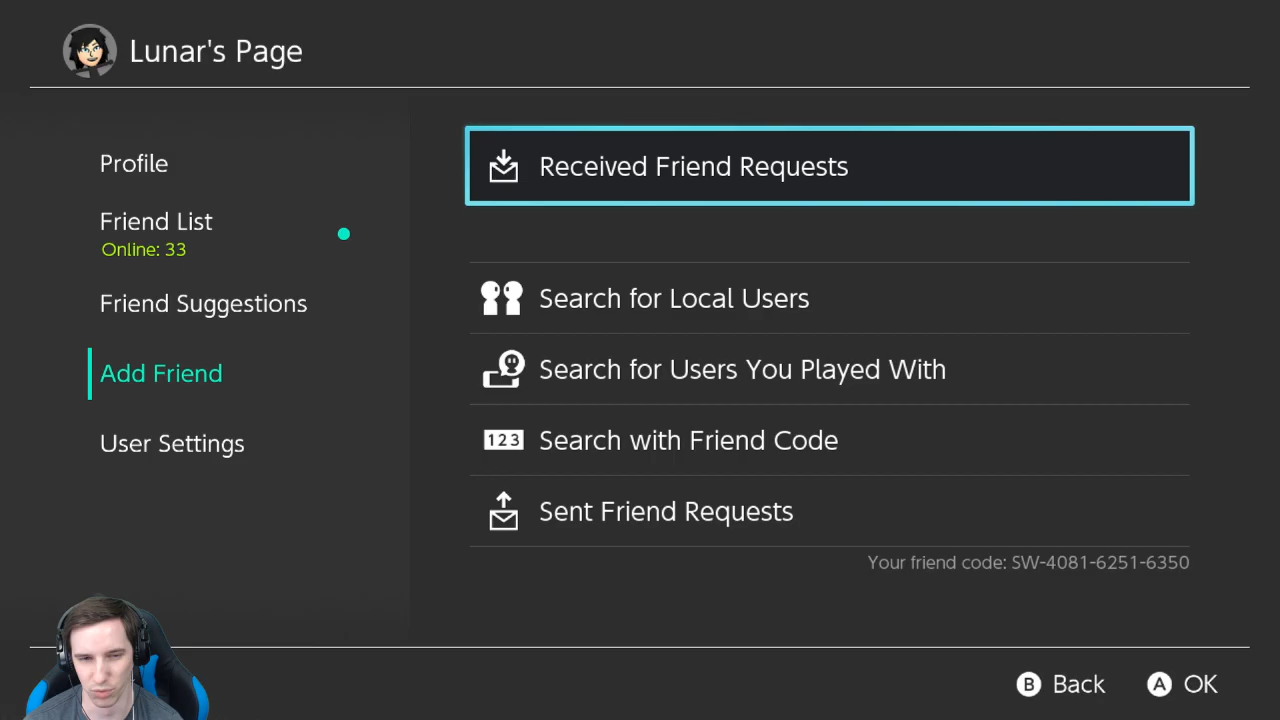 Lunar's Page
Profile
Friend List
Online: 33
Friend Suggestions
Add Friend
User Settings
Received Friend Requests
Search for Local Users
Search for Users You Played With
123 Search with Friend Code
Sent Friend Requests
Your friend code: SW-4081-6251-6350
B Back A OK